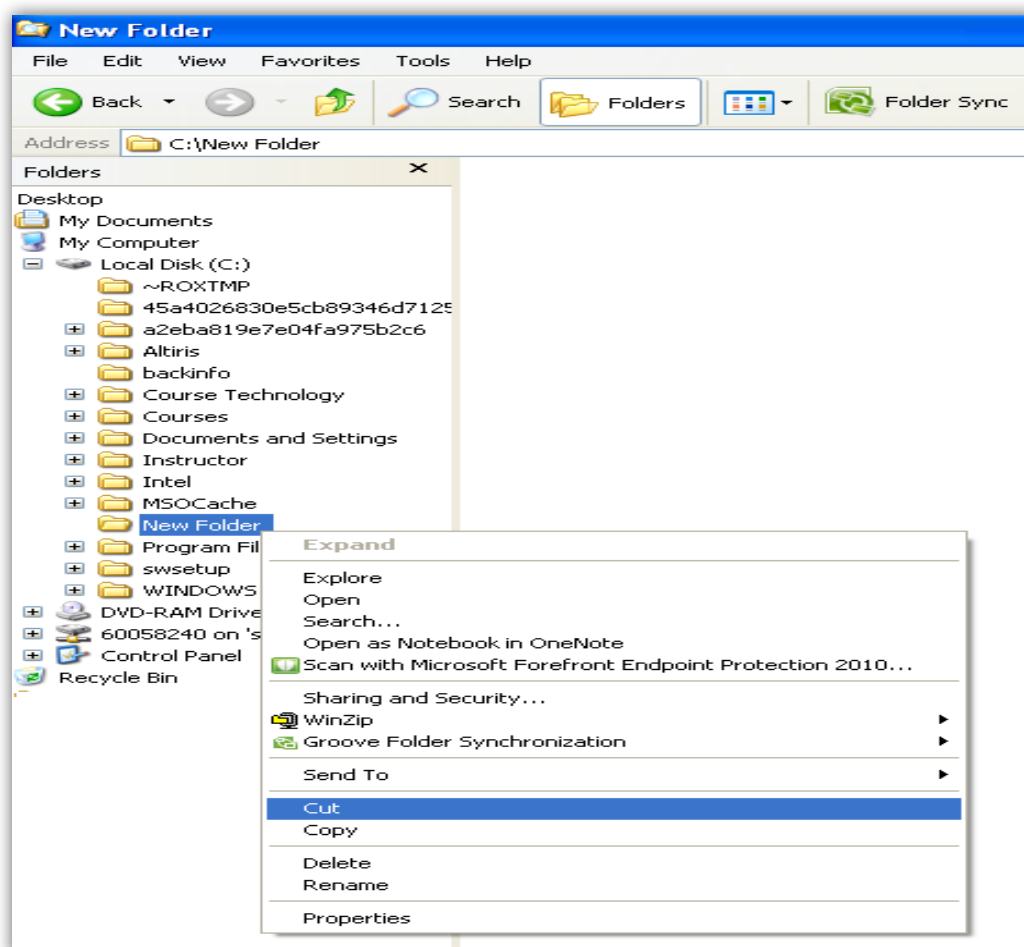 New Folder
File Edit View Favorites Tools Help
Back Search Folders Folder Sync
Address C:\New Folder
Folders
Desktop
My Documents
My Computer
Local Disk (C:)
~ROXTMP
45a4026830e5cb89346d7125
a2eba819e7e04fa975b2c6
Altiris
backinfo
Course Technology
Courses
Documents and Settings
Instructor
Intel
MSOCache
New Folder
Program Fil
swsetup
WINDOWS
DVD-RAM Drive
60058240 on 's
Control Panel
Recycle Bin
Expand
Explore
Open
Search...
Open as Notebook in OneNote
Scan with Microsoft Forefront Endpoint Protection 2010...
Sharing and Security...
WinZip
Groove Folder Synchronization
Send To
Cut
Copy
Delete
Rename
Properties